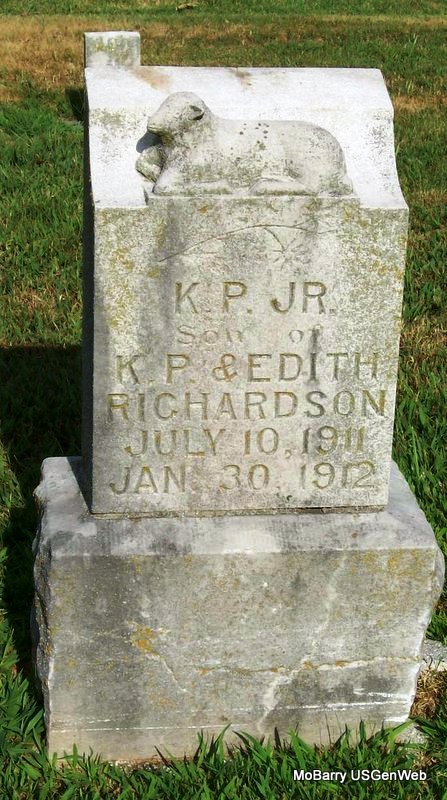 K. P. JR.
Son of
K. P. & EDITH
RICHARDSON
JULY 10, 1911
JAN. 30, 1912
MoBarry USGenWeb